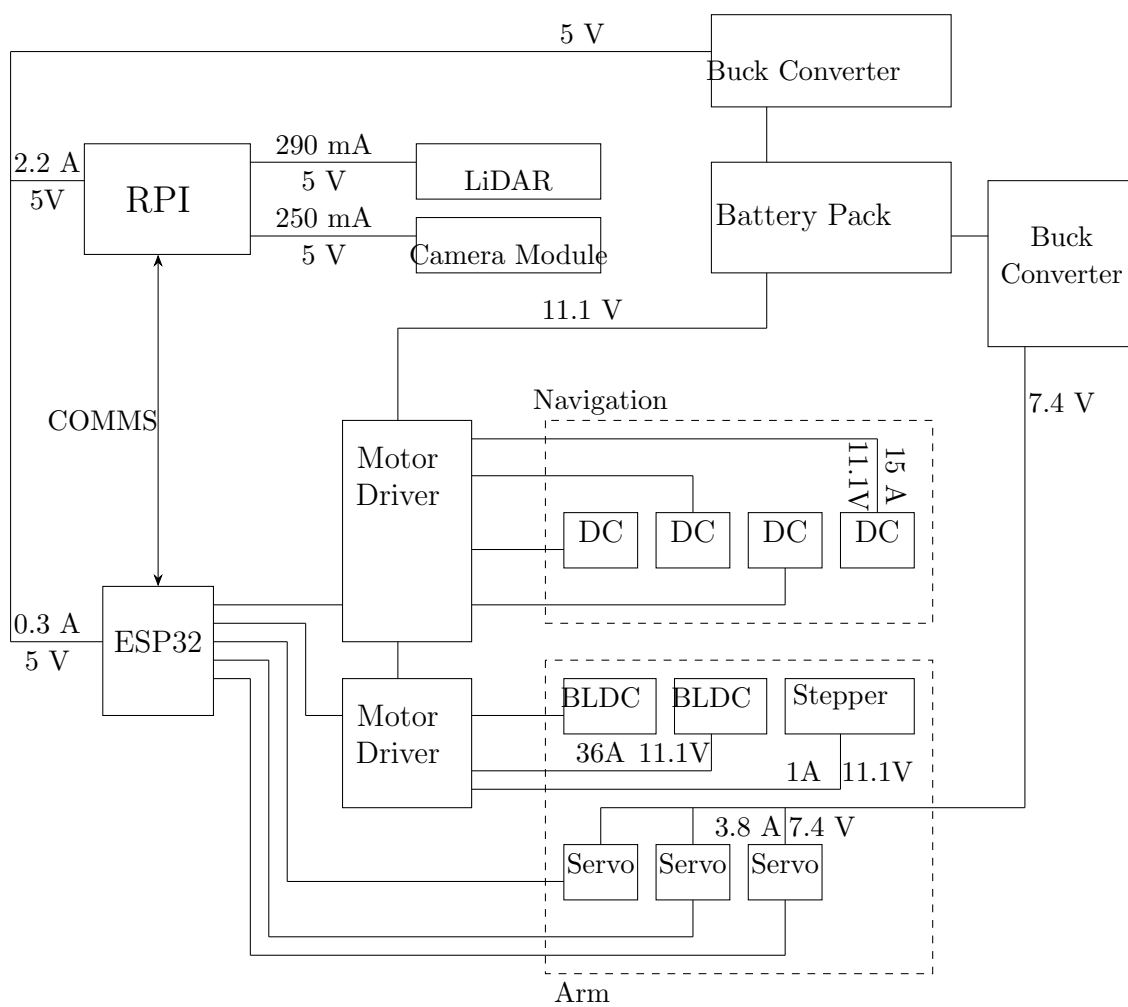 5 V
Buck Converter
2.2 A
5V
RPI
290 mA
5 V
LiDAR
250 mA
5 V
Camera Module
Battery Pack
Buck
Converter
11.1 V
7.4 V
COMMS
Navigation
Motor
Driver
11.1V
15 A
DC
DC
DC
DC
0.3 A
5 V
ESP32
Motor
Driver
BLDC
BLDC
Stepper
36A
11.1V
1A
11.1V
3.8 A
7.4 V
Servo
Servo
Servo
Arm